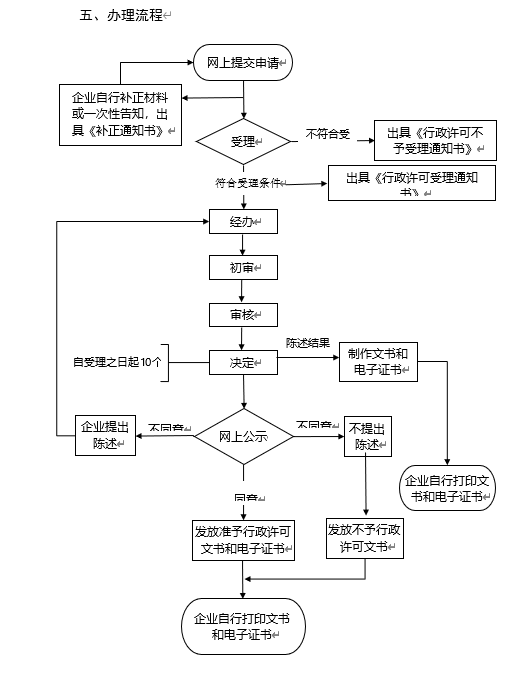 五、办理流程
网上提交申请
企业自行补正材料
或一次性告知，出
具《补正通知书》
受理
不符合受
出具《行政许可不
予受理通知书》
符合受理条件
出具《行政许可受理通知
书》
经办
初审
审核
自受理之日起10个
决定
陈述结果
制作文书和
电子证书
企业提出
陈述
不同意
网上公示
不同意
不提出
陈述
企业自行打印文
书和电子证书
同意
发放准予行政许可
文书和电子证书
发放不予行政
许可文书
企业自行打印文书
和电子证书